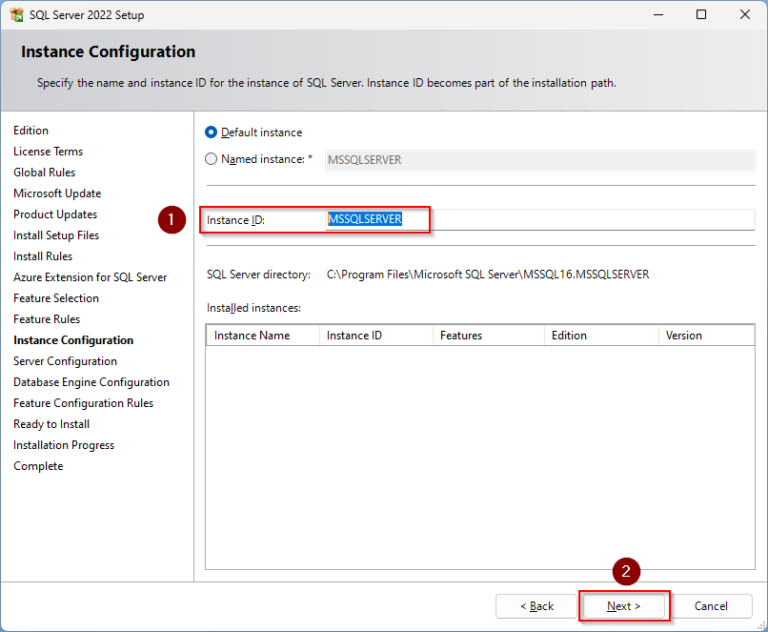 SQL Server 2022 Setup
Instance Configuration
Specify the name and instance ID for the instance of SQL Server. Instance ID becomes part of the installation path.
Edition
License Terms
Global Rules
Microsoft Update
Product Updates
Install Setup Files
Install Rules
Azure Extension for SQL Server
Feature Selection
Feature Rules
Instance Configuration
Server Configuration
Database Engine Configuration
Feature Configuration Rules
Ready to Install
Installation Progress
Complete
Default instance
Named instance: * MSSQLSERVER
1 Instance ID: MSSQLSERVER
SQL Server directory: C:\Program Files\Microsoft SQL Server\MSSQL16.MSSQLSERVER
Installed instances:
Instance Name Instance ID Features Edition Version
2
< Back Next > Cancel